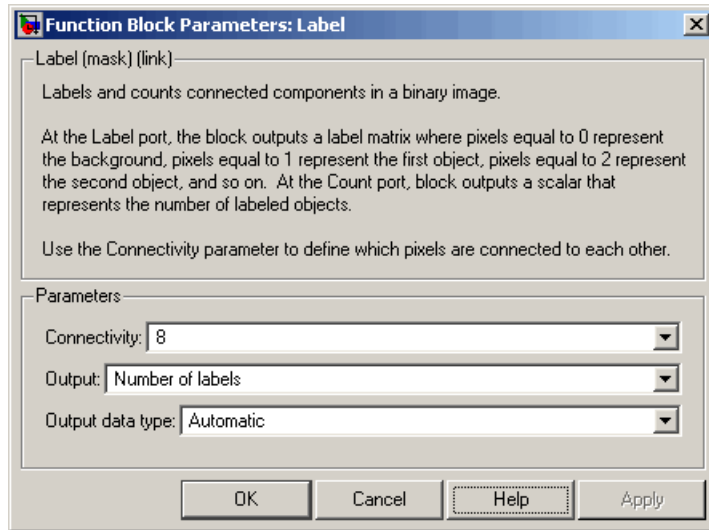 Function Block Parameters: Label
Label (mask) (link)
Labels and counts connected components in a binary image.
At the Label port, the block outputs a label matrix where pixels equal to 0 represent
the background, pixels equal to 1 represent the first object, pixels equal to 2 represent
the second object, and so on.  At the Count port, block outputs a scalar that
represents the number of labeled objects.
Use the Connectivity parameter to define which pixels are connected to each other.
Parameters
Connectivity: 8
Output: Number of labels
Output data type: Automatic
OK Cancel Help Apply